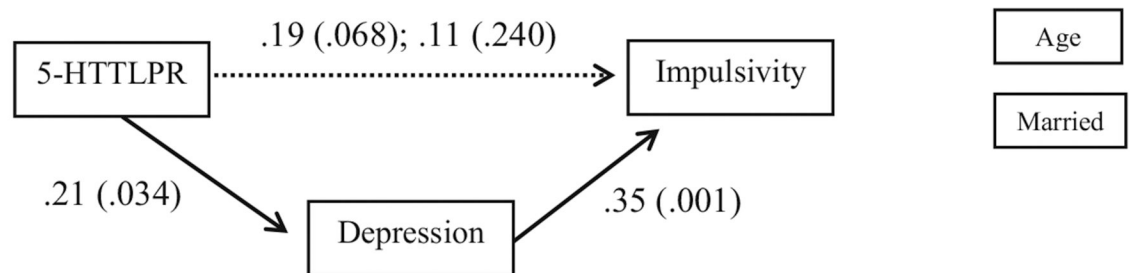 .19 (.068); .11 (.240)
5-HTTLPR
Impulsivity
Age
Married
.21 (.034)
.35 (.001)
Depression